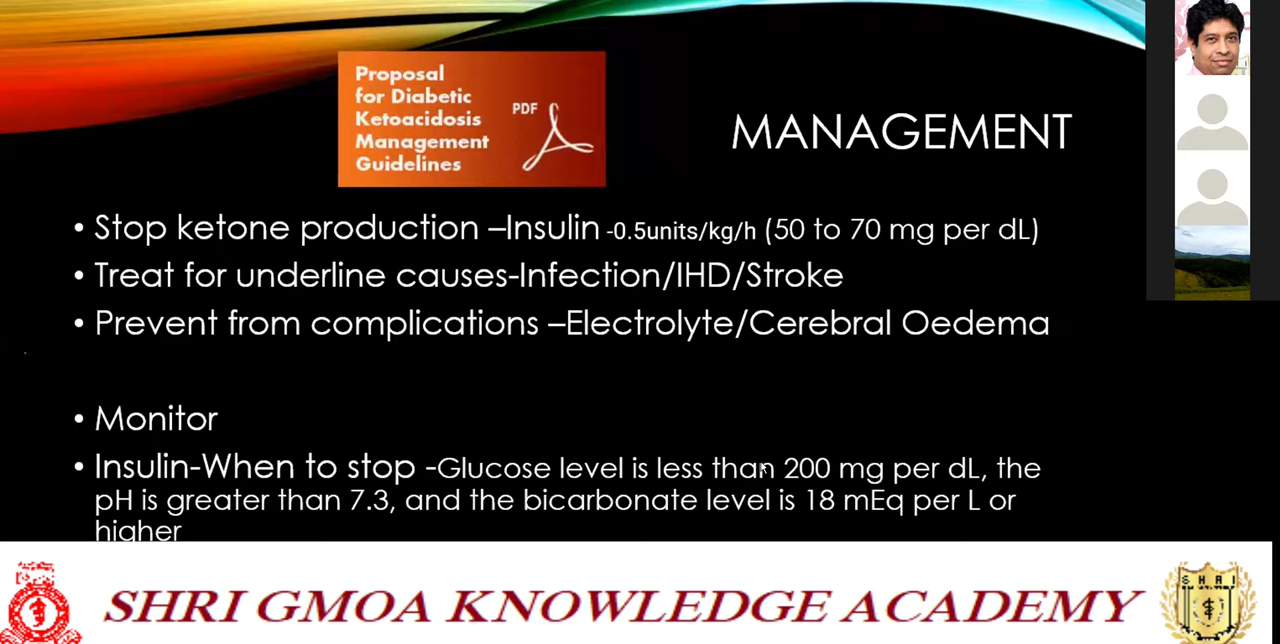 Proposal
for Diabetic
Ketoacidosis
Management
Guidelines
PDF
MANAGEMENT
• Stop ketone production –Insulin -0.5units/kg/h (50 to 70 mg per dL)
• Treat for underline causes-Infection/IHD/Stroke
• Prevent from complications –Electrolyte/Cerebral Oedema
• Monitor
• Insulin-When to stop -Glucose level is less than 200 mg per dL, the
pH is greater than 7.3, and the bicarbonate level is 18 mEq per L or
higher
SHRI GMOA KNOWLEDGE ACADEMY
SHRI